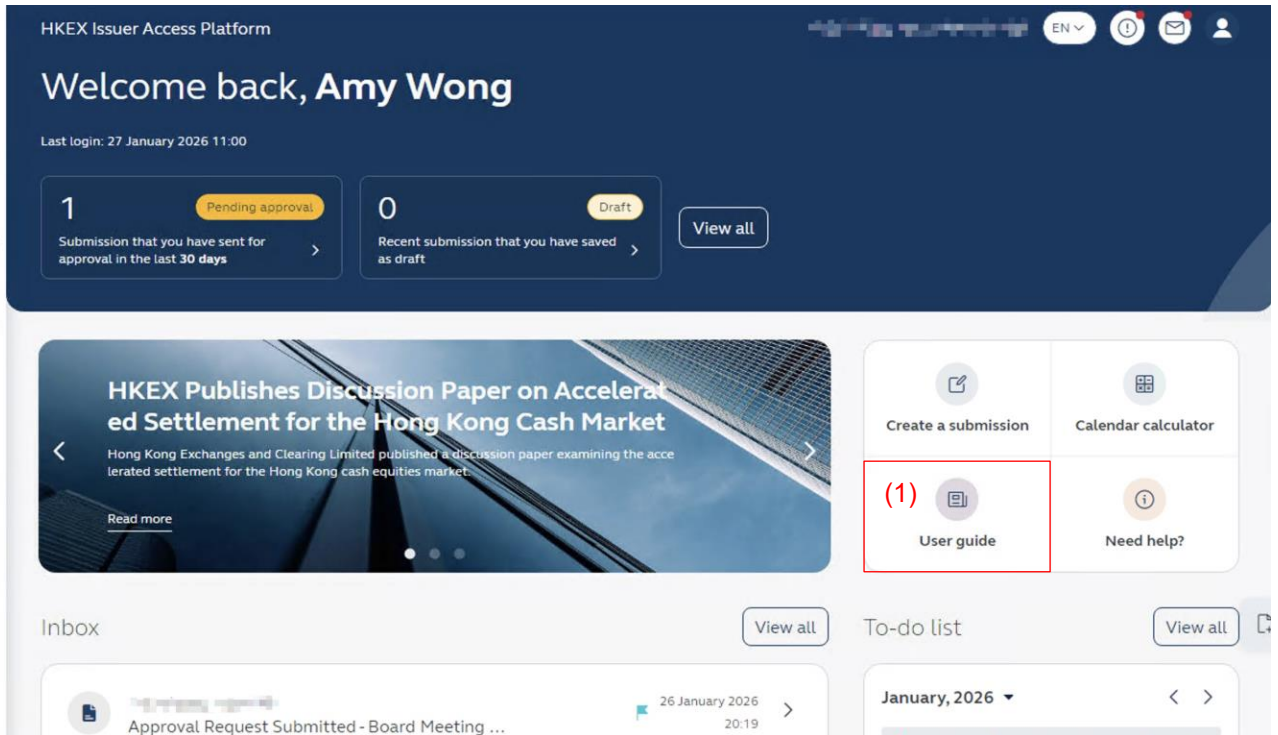 HKEX Issuer Access Platform
EN
Welcome back, Amy Wong
Last login: 27 January 2026 11:00
1
Pending approval
Submission that you have sent for
approval in the last 30 days
0
Draft
Recent submission that you have saved
as draft
View all
HKEX Publishes Discussion Paper on Accelerat
ed Settlement for the Hong Kong Cash Market
Hong Kong Exchanges and Clearing Limited published a discussion paper examining the acce
lerated settlement for the Hong Kong cash equities market.
Read more
Create a submission
Calendar calculator
(1)
User guide
Need help?
Inbox
View all
To-do list
View all
26 January 2026
20:19
Approval Request Submitted - Board Meeting ...
January, 2026